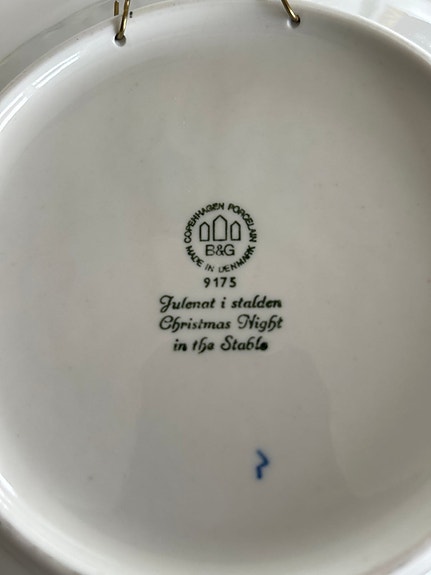 COPENHAGEN PORCELAIN
B&G
MADE IN DENMARK
9175
Julenat i stalden
Christmas Night
in the Stable